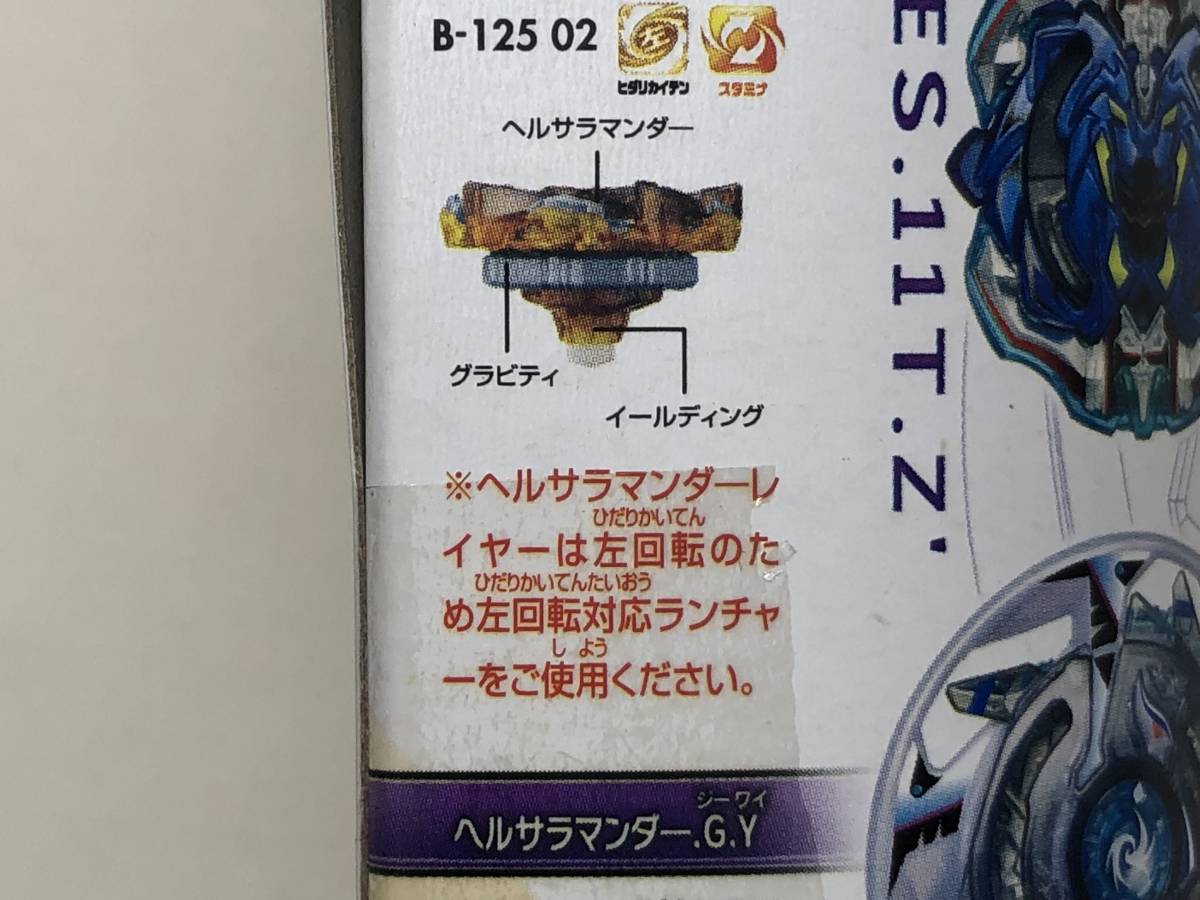 B-125 02
ヒダリカイテン
スタミナ
ヘルサラマンダー
グラビティ
イールディング
※ヘルサラマンダーレ
ひだりかいてん
イヤーは左回転のた
ひだりかいてんたいおう
め左回転対応ランチャ
し よう
ーをご使用ください。
ジー ワイ
ヘルサラマンダー.G.Y
ES.11T.Z'